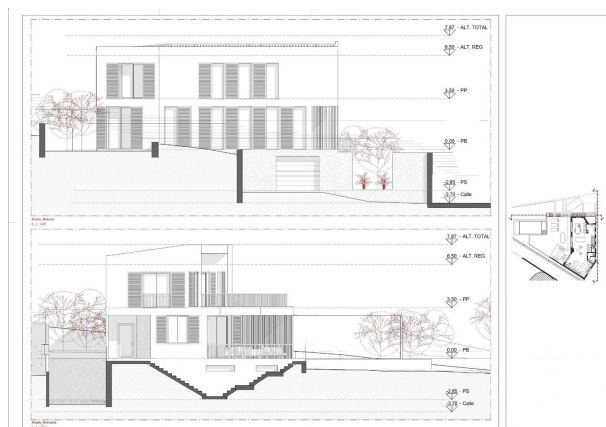 7,97 - ALT. TOTAL
6,50 - ALT. REG
3,50 - PP
0,00 - PB
-2,85 - PS
-3,70 - Calle
7,97 - ALT. TOTAL
6,50 - ALT. REG
3,50 - PP
0,00 - PB
-2,85 - PS
-3,70 - Calle